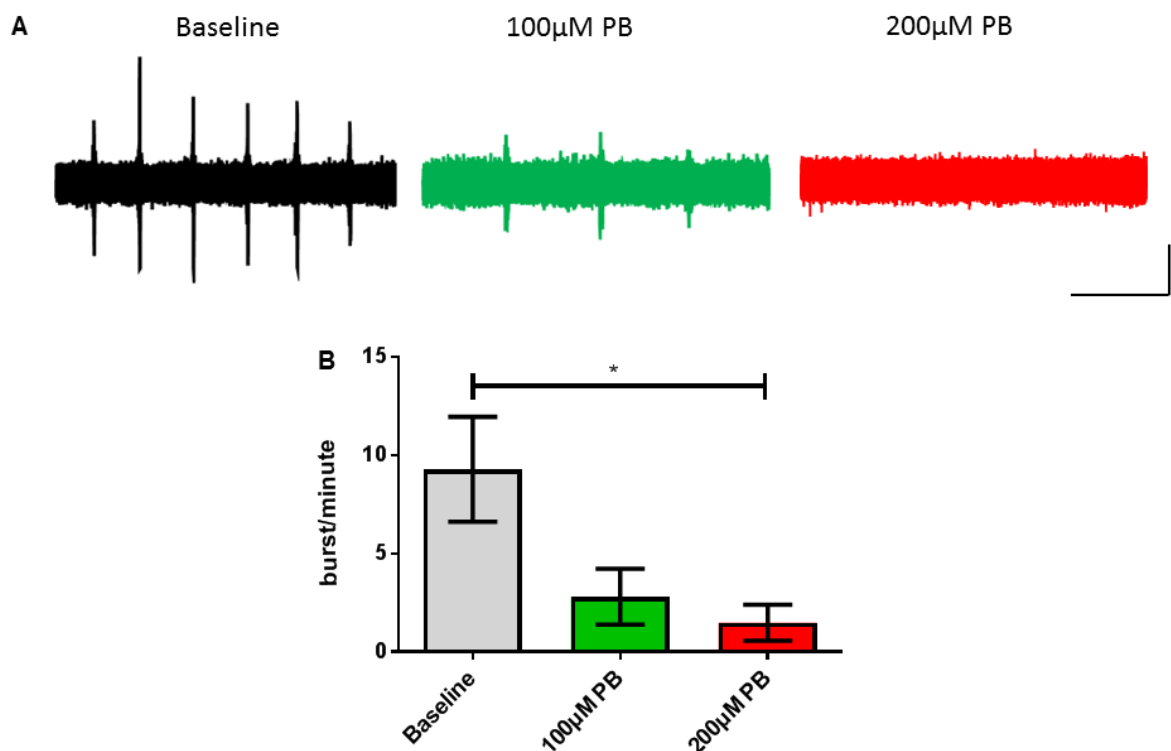 A
Baseline
100µM PB
200µM PB
B
15
*
10
5
0
burst/minute
Baseline
100µM PB
200µM PB